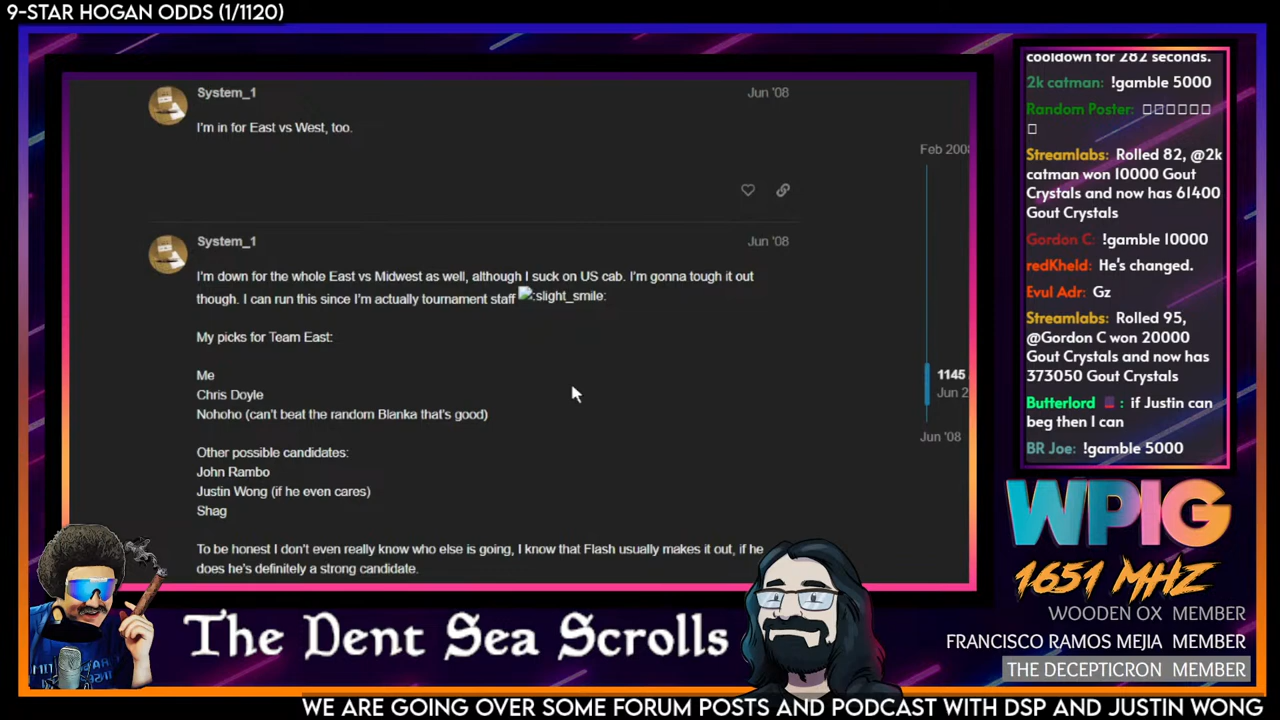 9-STAR HOGAN ODDS (1/1120)
System_1
Jun '08
I'm in for East vs West, too.
Feb 2008
System_1
Jun '08
I'm down for the whole East vs Midwest as well, although I suck on US cab. I'm gonna tough it out
though. I can run this since I'm actually tournament staff :slight_smile:
My picks for Team East:
Me
Chris Doyle
Nohoho (can't beat the random Blanka that's good)
Other possible candidates:
John Rambo
Justin Wong (if he even cares)
Shag
To be honest I don't even really know who else is going, I know that Flash usually makes it out, if he
does he's definitely a strong candidate.
1145
Jun 2
Jun '08
cooldown for 282 seconds.
2k catman: !gamble 5000
Random Poster: □□□□□□
□
Streamlabs: Rolled 82, @2k
catman won 10000 Gout
Crystals and now has 61400
Gout Crystals
Gordon C: !gamble 10000
redKheld: He's changed.
Evul Adr: Gz
Streamlabs: Rolled 95,
@Gordon C won 20000
Gout Crystals and now has
373050 Gout Crystals
Butterlord : if Justin can
beg then I can
BR Joe: !gamble 5000
WPIG
1651 MHZ
WOODEN OX MEMBER
FRANCISCO RAMOS MEJIA MEMBER
THE DECEPTICRON MEMBER
The Dent Sea Scrolls
WE ARE GOING OVER SOME FORUM POSTS AND PODCAST WITH DSP AND JUSTIN WONG